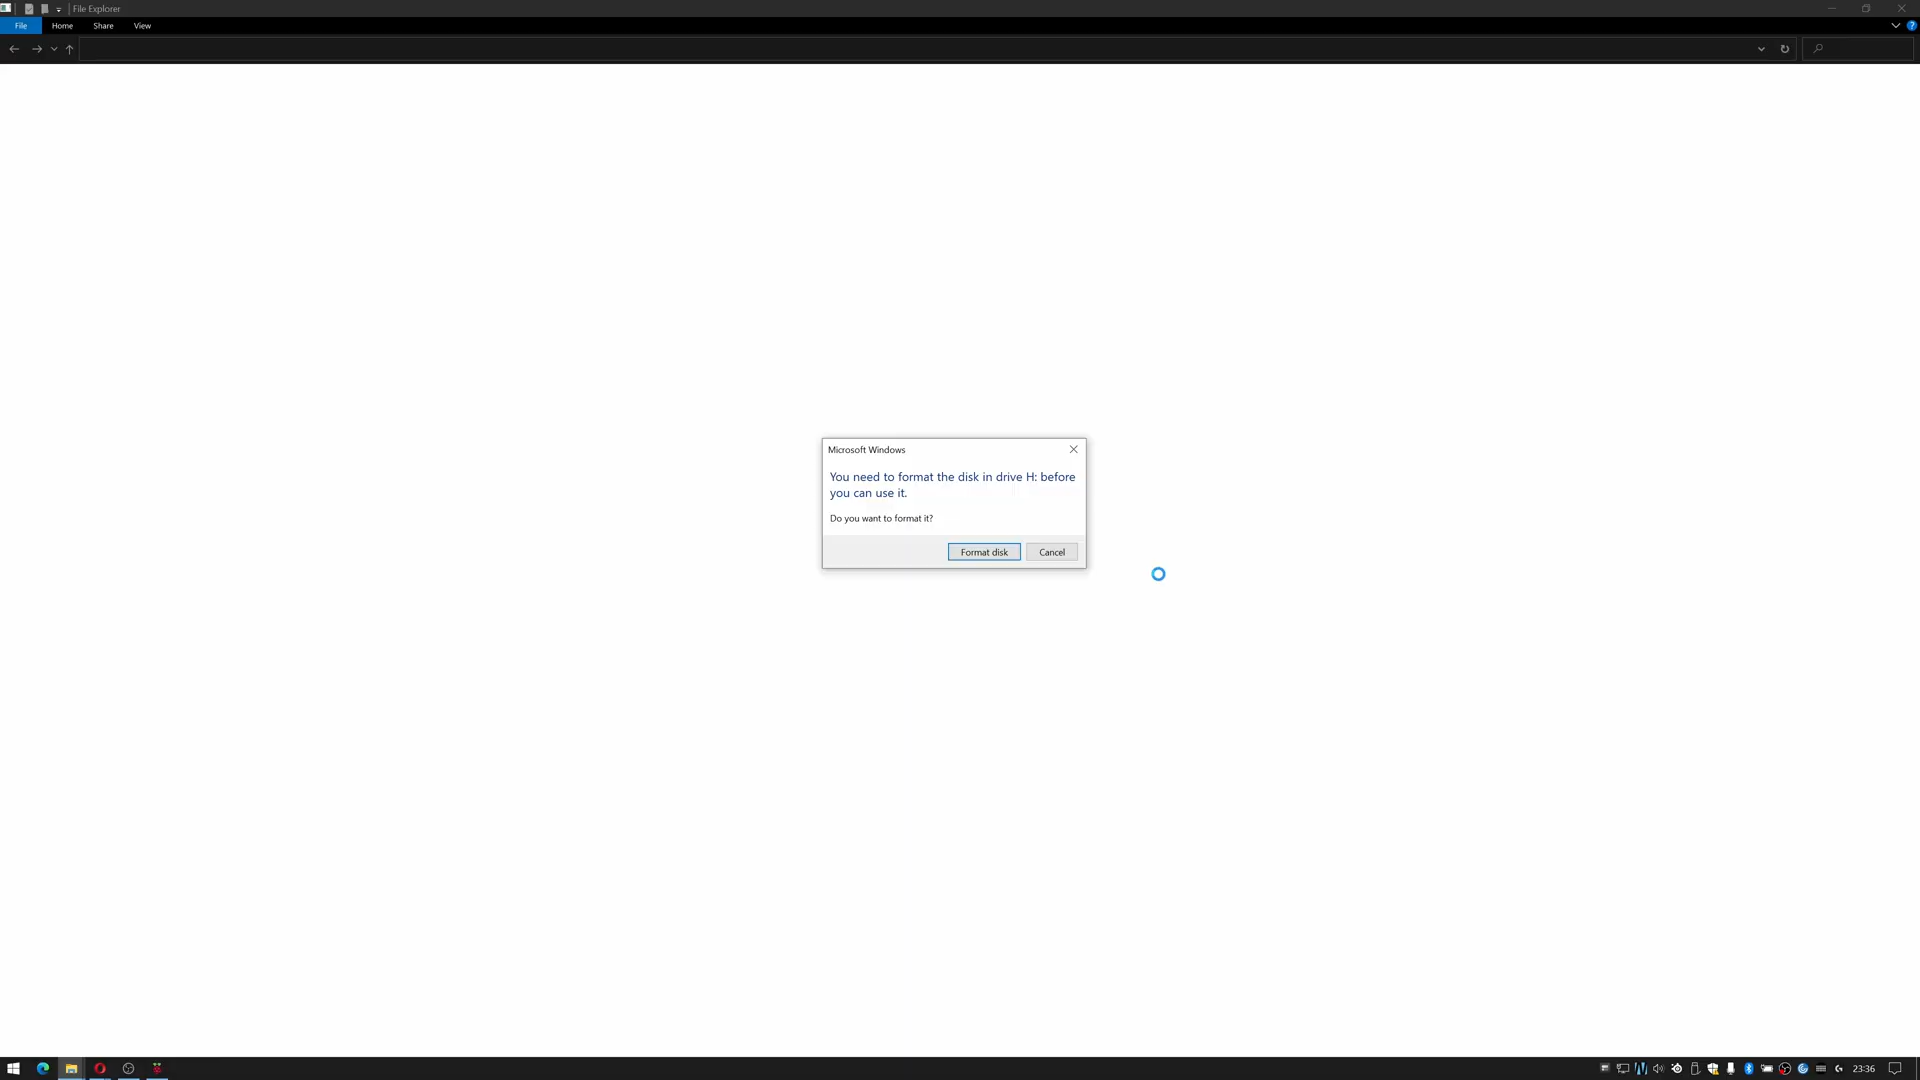 File Explorer
File Home Share View
Microsoft Windows
You need to format the disk in drive H: before
you can use it.
Do you want to format it?
Format disk Cancel
23:36